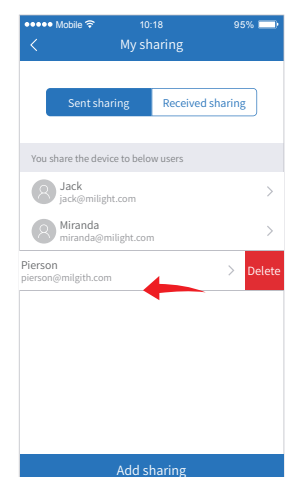 Mobile 10:18 95%
My sharing
Sent sharing Received sharing
You share the device to below users
Jack
jack@milight.com
Miranda
miranda@milight.com
Pierson
pierson@milgith.com
Delete
Add sharing